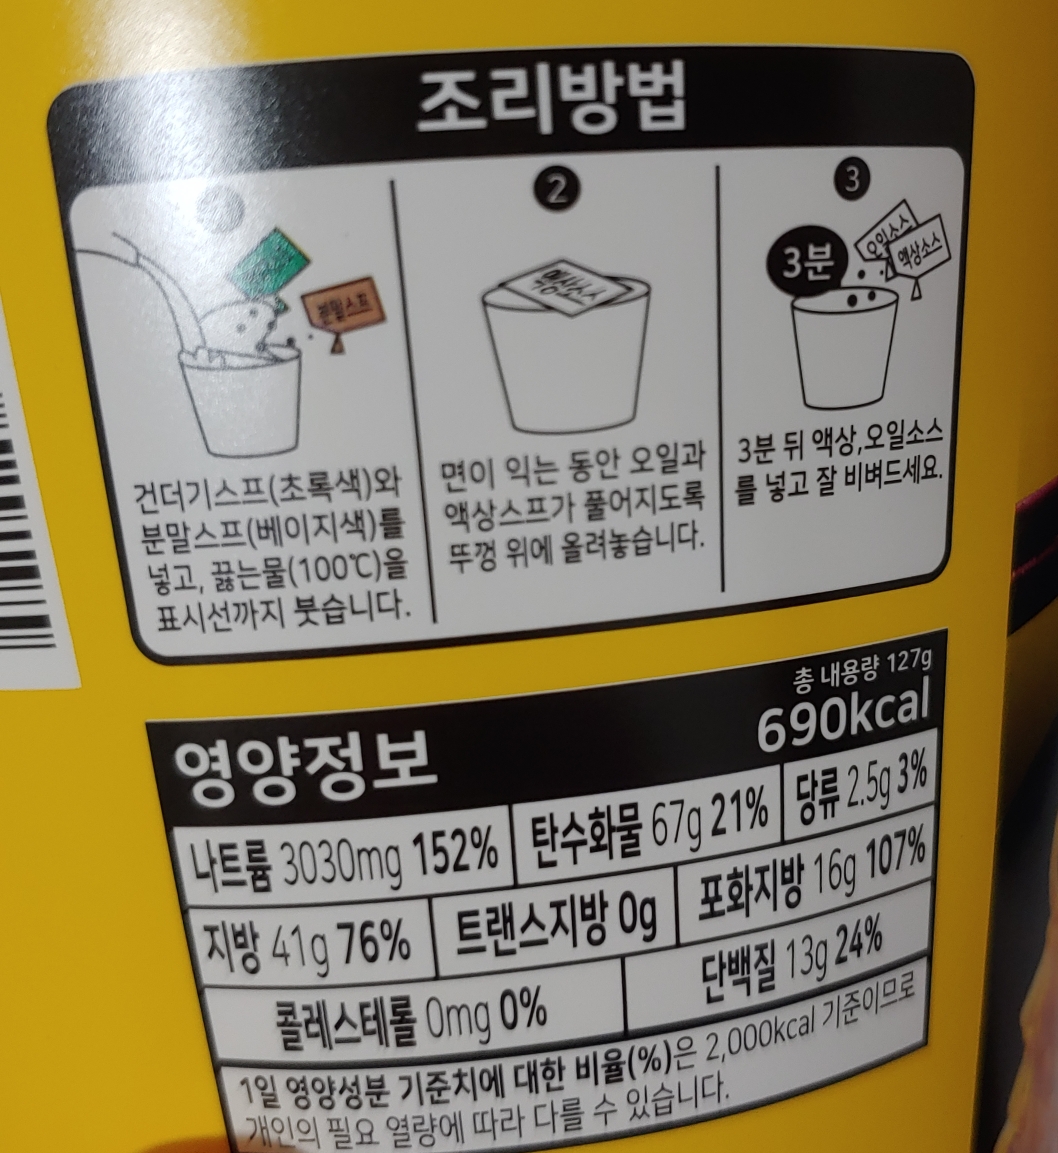 조리방법
분말스프
건더기스프(초록색)와
분말스프(베이지색)를
넣고, 끓는물(100℃)을
표시선까지 붓습니다.
2
액상소스
면이 익는 동안 오일과
액상스프가 풀어지도록
뚜껑 위에 올려놓습니다.
3
3분
오일소스
액상소스
3분 뒤 액상,오일소스
를 넣고 잘 비벼드세요.
영양정보
총 내용량 127g
690kcal
나트륨 3030mg 152% 탄수화물 67g 21% 당류 2.5g 3%
지방 41g 76% 트랜스지방 0g 포화지방 16g 107%
콜레스테롤 0mg 0% 단백질 13g 24%
1일 영양성분 기준치에 대한 비율(%)은 2,000kcal 기준이므로
개인의 필요 열량에 따라 다를 수 있습니다.